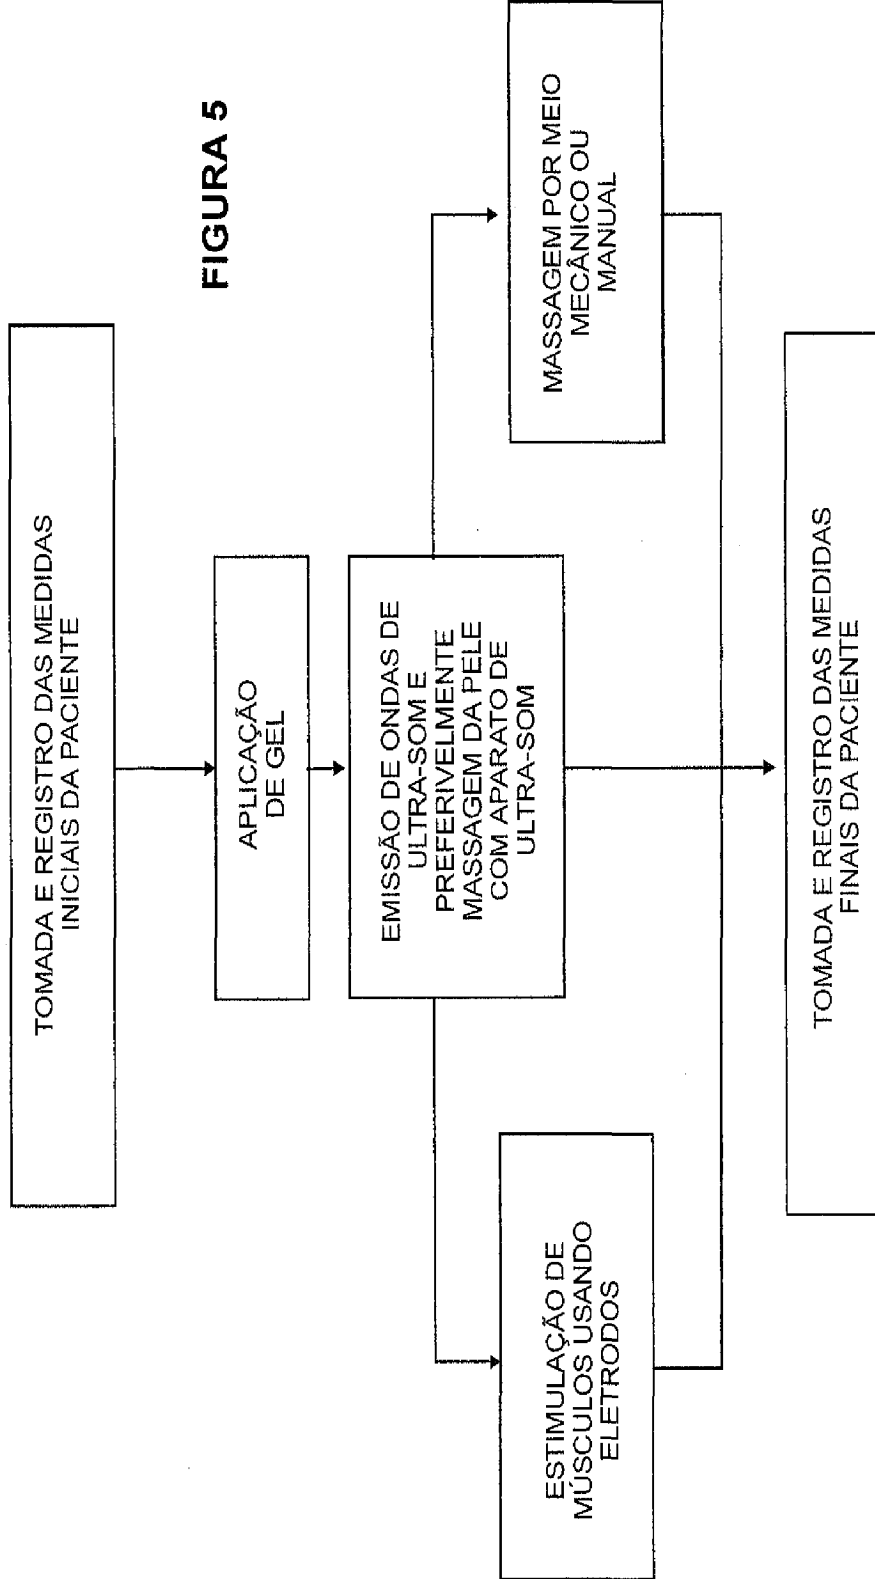 FIGURA 5
TOMADA E REGISTRO DAS MEDIDAS
INICIAIS DA PACIENTE
APLICAÇÃO
DE GEL
EMISSÃO DE ONDAS DE
ULTRA-SOM E
PREFERIVELMENTE
MASSAGEM DA PELE
COM APARATO DE
ULTRA-SOM
ESTIMULAÇÃO DE
MÚSCULOS USANDO
ELETRODOS
MASSAGEM POR MEIO
MECÂNICO OU
MANUAL
TOMADA E REGISTRO DAS MEDIDAS
FINAIS DA PACIENTE